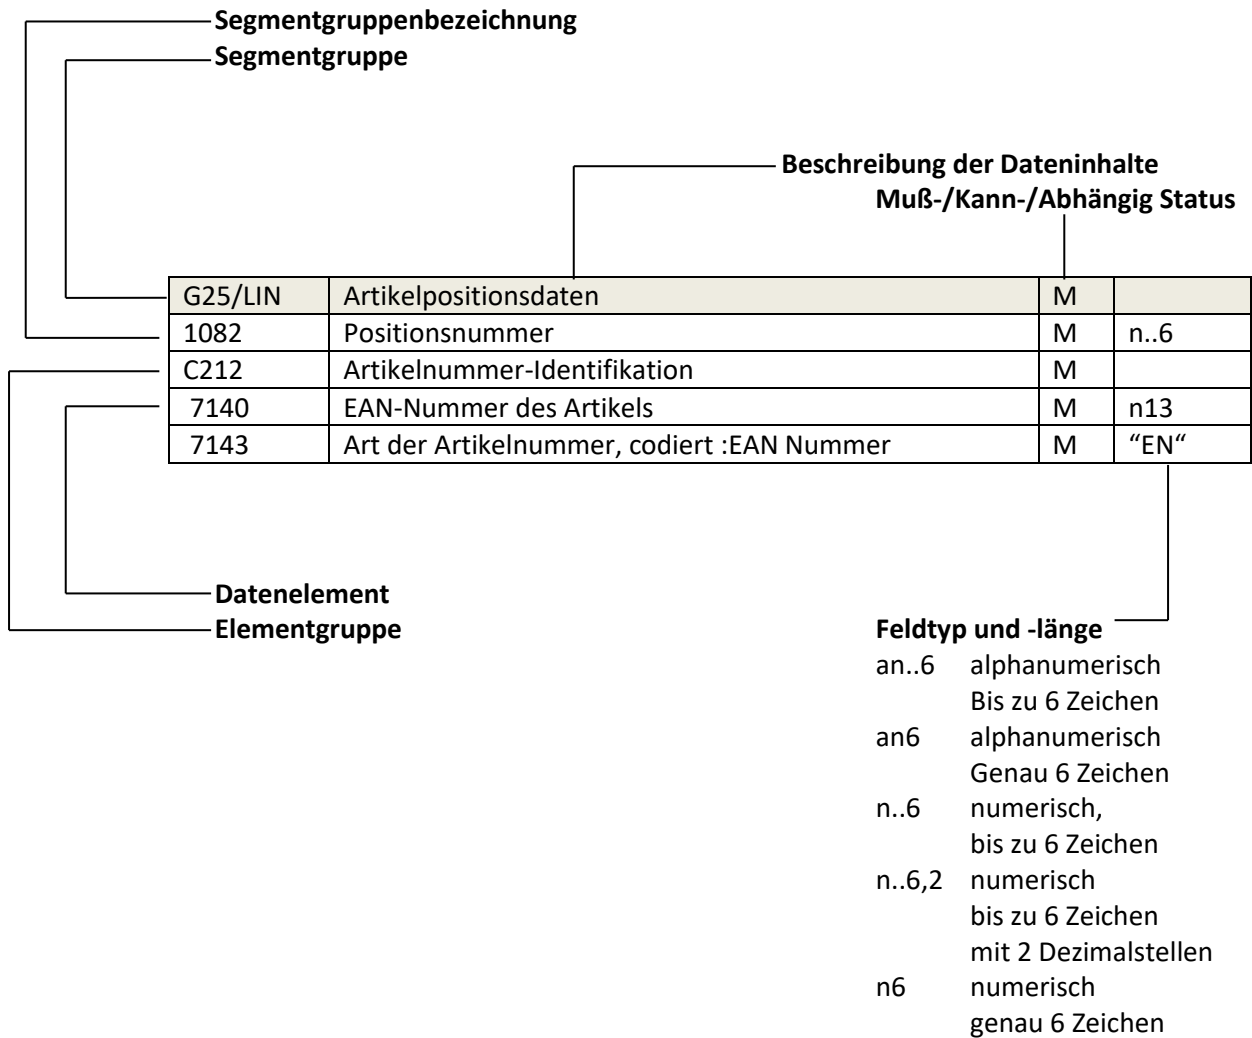 Segmentgruppenbezeichnung
Segmentgruppe
Beschreibung der Dateninhalte
Muß-/Kann-/Abhängig Status
G25/LIN Artikelpositionsdaten M
1082 Positionsnummer M n..6
C212 Artikelnummer-Identifikation M
7140 EAN-Nummer des Artikels M n13
7143 Art der Artikelnummer, codiert :EAN Nummer M “EN“
Datenelement
Elementgruppe
Feldtyp und -länge
an..6 alphanumerisch
Bis zu 6 Zeichen
an6 alphanumerisch
Genau 6 Zeichen
n..6 numerisch,
bis zu 6 Zeichen
n..6,2 numerisch
bis zu 6 Zeichen
mit 2 Dezimalstellen
n6 numerisch
genau 6 Zeichen